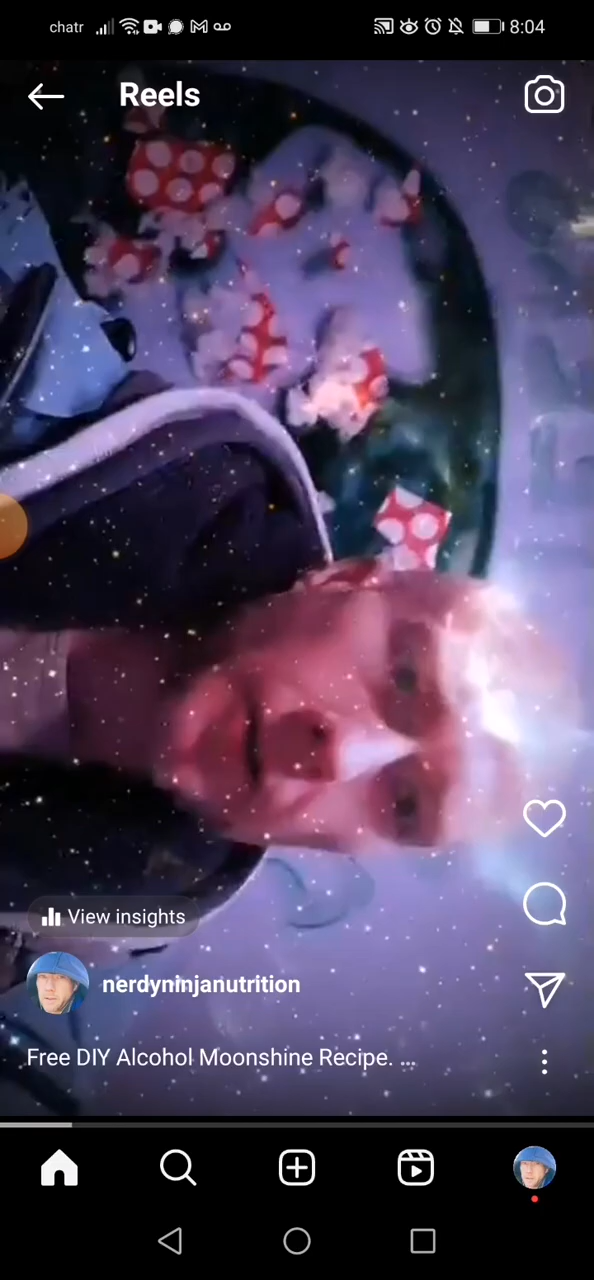 chatr 8:04
Reels
View insights
nerdyninjanutrition
Free DIY Alcohol Moonshine Recipe. ...